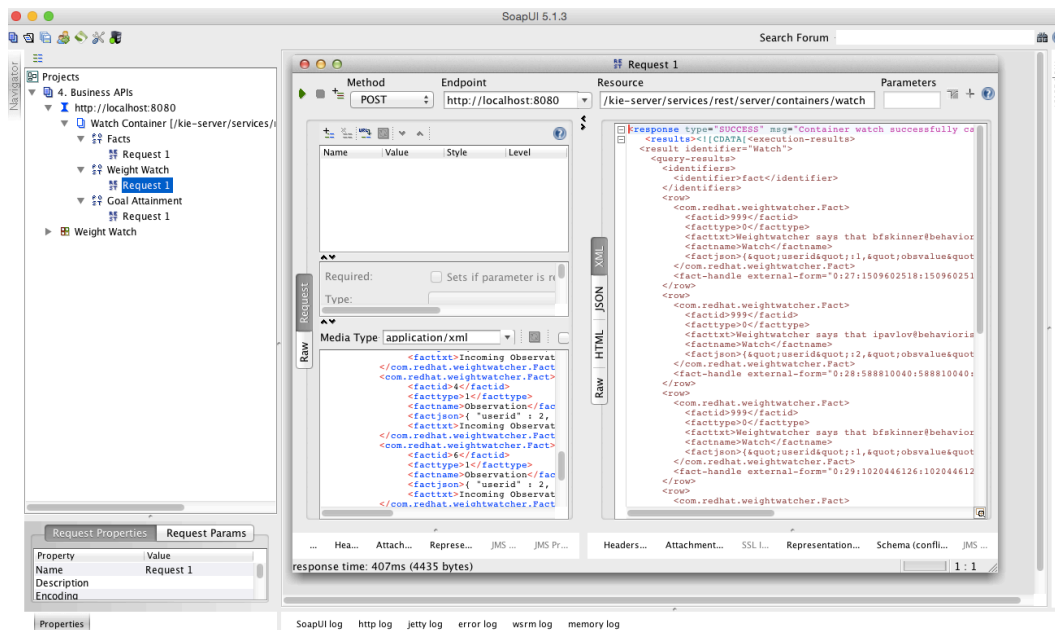 SoapUI 5.1.3
Search Forum
Navigator
Projects
4. Business APIs
http://localhost:8080
Watch Container [/kie-server/services/r
Facts
Request 1
Weight Watch
Request 1
Goal Attainment
Request 1
Weight Watch
Request Properties
Request Params
Property Value
Name Request 1
Description
Encoding
Properties
Request 1
Method Endpoint Resource Parameters
POST http://localhost:8080 /kie-server/services/rest/server/containers/watch
Request
Raw
Name Value Style Level
Required: Sets if parameter is re
Type:
Media Type application/xml
<facttxt>Incoming Observat
</com.redhat.weightwatcher.Fact
<com.redhat.weightwatcher.Fact>
<factid>4</factid>
<facttype>1</facttype>
<factname>Observation</fac
<factjson>{ "userid" : 2,
<facttxt>Incoming Observat
</com.redhat.weightwatcher.Fact
<com.redhat.weightwatcher.Fact>
<factid>6</factid>
<facttype>1</facttype>
<factname>Observation</fac
<factjson>{ "userid" : 2,
<facttxt>Incoming Observat
</com.redhat.weightwatcher.Fact
XML
JSON
HTML
Raw
<response type="SUCCESS" msg="Container watch successfully ca
<results><![CDATA[<execution-results>
<result identifier="Watch">
<query-results>
<identifiers>
<identifier>fact</identifier>
</identifiers>
<row>
<com.redhat.weightwatcher.Fact>
<factid>999</factid>
<facttype>0</facttype>
<facttxt>Weightwatcher says that bfskinner@behavior
<factname>Watch</factname>
<factjson>{&quot;userid&quot;:1,&quot;obsvalue&quot
</com.redhat.weightwatcher.Fact>
<fact-handle external-form="0:27:1509602518:150960251
</row>
<row>
<com.redhat.weightwatcher.Fact>
<factid>999</factid>
<facttype>0</facttype>
<facttxt>Weightwatcher says that ipavlov@behavioris
<factname>Watch</factname>
<factjson>{&quot;userid&quot;:2,&quot;obsvalue&quot
</com.redhat.weightwatcher.Fact>
<fact-handle external-form="0:28:588810040:588810040:
</row>
<row>
<com.redhat.weightwatcher.Fact>
<factid>999</factid>
<facttype>0</facttype>
<facttxt>Weightwatcher says that bfskinner@behavior
<factname>Watch</factname>
<factjson>{&quot;userid&quot;:1,&quot;obsvalue&quot
</com.redhat.weightwatcher.Fact>
<fact-handle external-form="0:29:1020446126:102044612
</row>
<row>
<com.redhat.weightwatcher.Fact>
... Hea... Attach... Represe... JMS ... JMS Pr...
Headers... Attachment... SSL I... Representation... Schema (confli... JMS ...
response time: 407ms (4435 bytes)
1 : 1
SoapUI log http log jetty log error log wsrm log memory log